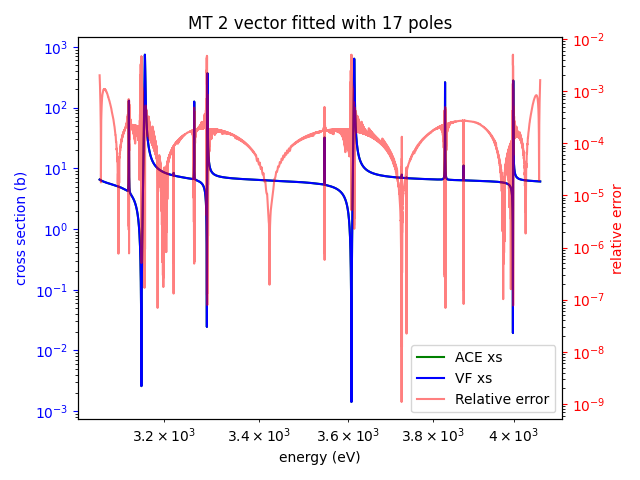 MT 2 vector fitted with 17 poles
cross section (b)
10³
10²
10¹
10⁰
10⁻¹
10⁻²
10⁻³
10⁻²
10⁻³
10⁻⁴
10⁻⁵
10⁻⁶
10⁻⁷
10⁻⁸
10⁻⁹
relative error
ACE xs
VF xs
Relative error
3.2 × 10³ 3.4 × 10³ 3.6 × 10³ 3.8 × 10³ 4 × 10³
energy (eV)